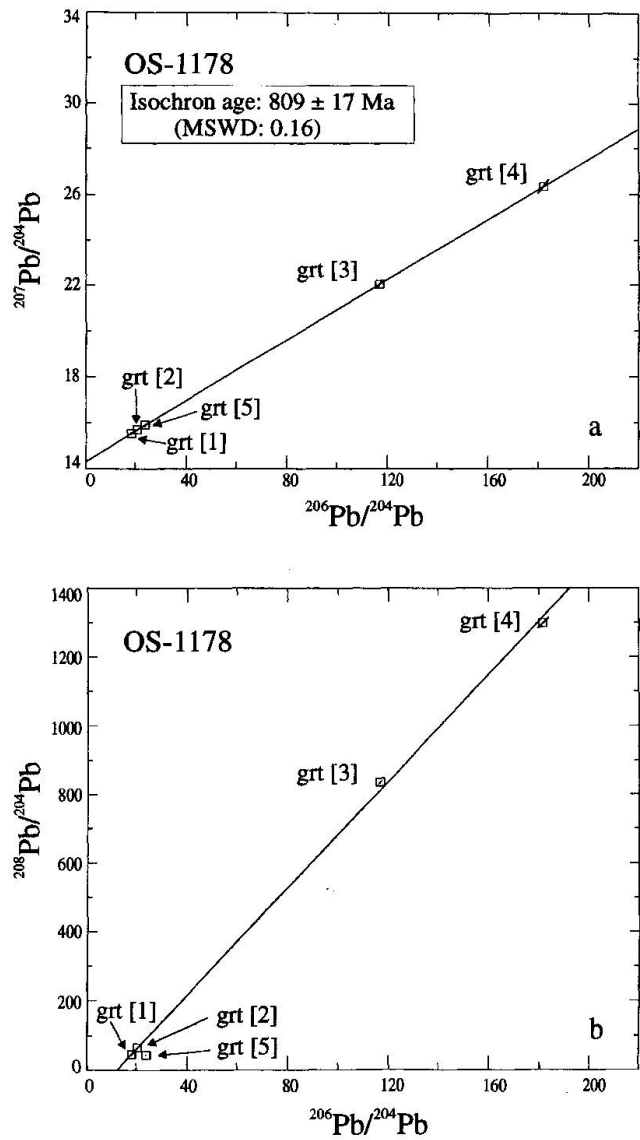 34
OS-1178
Isochron age: 809 ± 17 Ma
(MSWD: 0.16)
30
grt [4]
26
²⁰⁷Pb/²⁰⁴Pb
grt [3]
22
18
grt [2]
grt [5]
grt [1]
a
14
0 40 80 120 160 200
²⁰⁶Pb/²⁰⁴Pb
1400
OS-1178
grt [4]
1200
1000
grt [3]
800
²⁰⁸Pb/²⁰⁴Pb
600
400
200
grt [1]
grt [2]
grt [5]
b
0
0 40 80 120 160 200
²⁰⁶Pb/²⁰⁴Pb